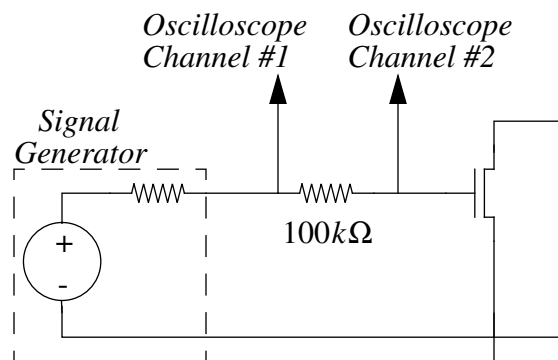 Oscilloscope
Channel #1
Oscilloscope
Channel #2
Signal
Generator
100kΩ
+
-